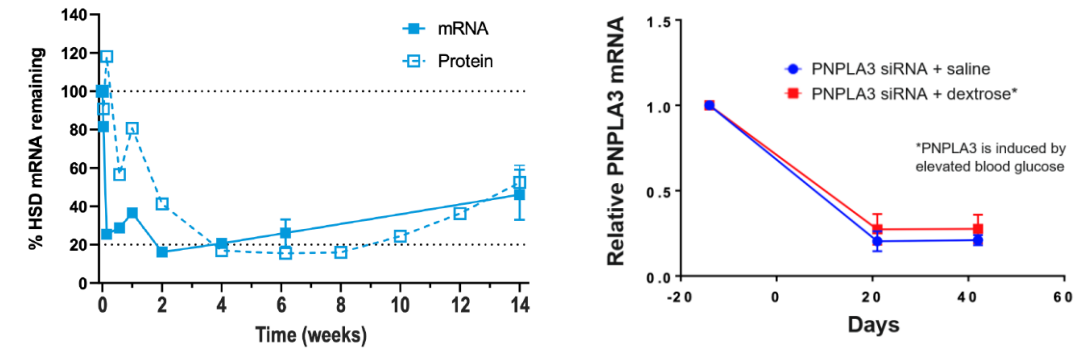 % HSD mRNA remaining
140
120
100
80
60
40
20
0
mRNA
Protein
0
2
4
6
8
10
12
14
Time (weeks)
Relative PNPLA3 mRNA
1.5
1.0
0.5
0.0
PNPLA3 siRNA + saline
PNPLA3 siRNA + dextrose*
*PNPLA3 is induced by
elevated blood glucose
-20
0
20
40
60
Days